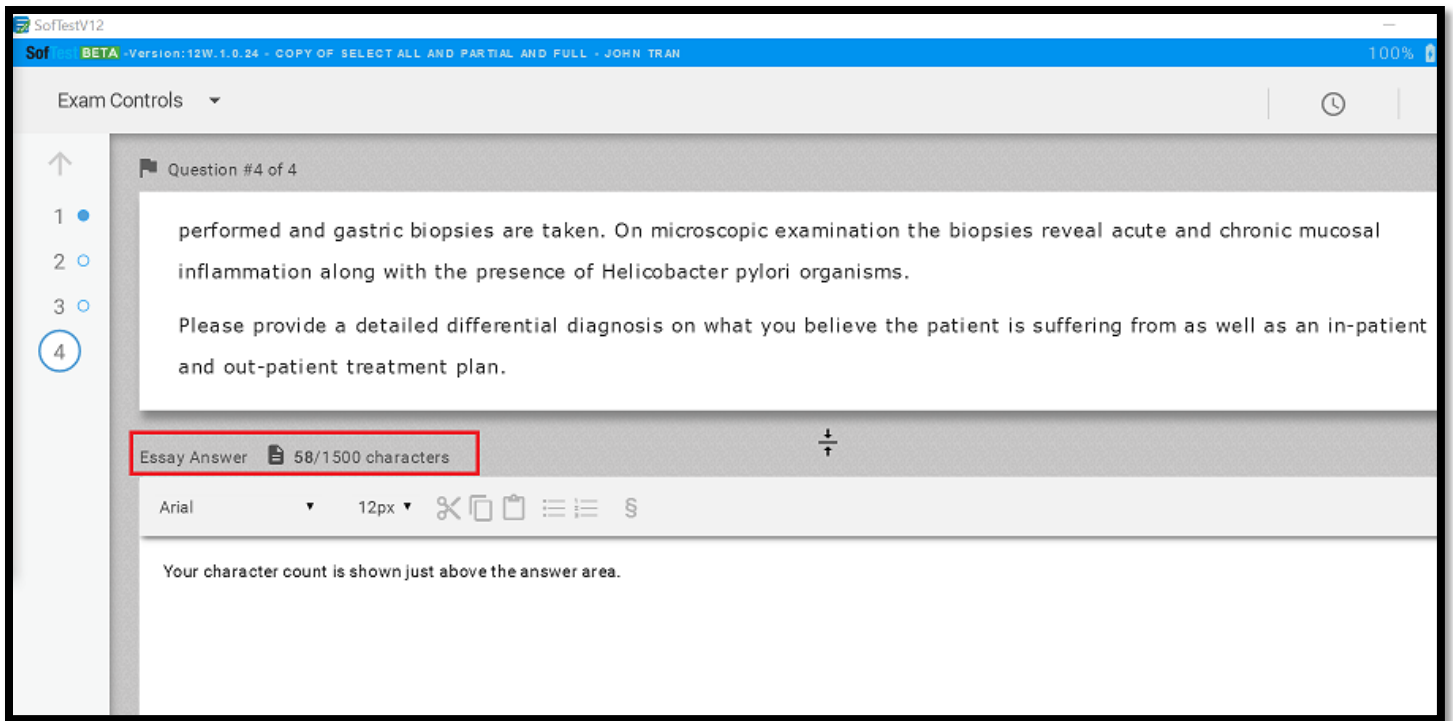 SofTestV12
SofTest BETA -Version:12W.1.0.24 - COPY OF SELECT ALL AND PARTIAL AND FULL - JOHN TRAN 100%
Exam Controls
Question #4 of 4
1
2
3
4
performed and gastric biopsies are taken. On microscopic examination the biopsies reveal acute and chronic mucosal
inflammation along with the presence of Helicobacter pylori organisms.
Please provide a detailed differential diagnosis on what you believe the patient is suffering from as well as an in-patient
and out-patient treatment plan.
Essay Answer 58/1500 characters
Arial 12px §
Your character count is shown just above the answer area.